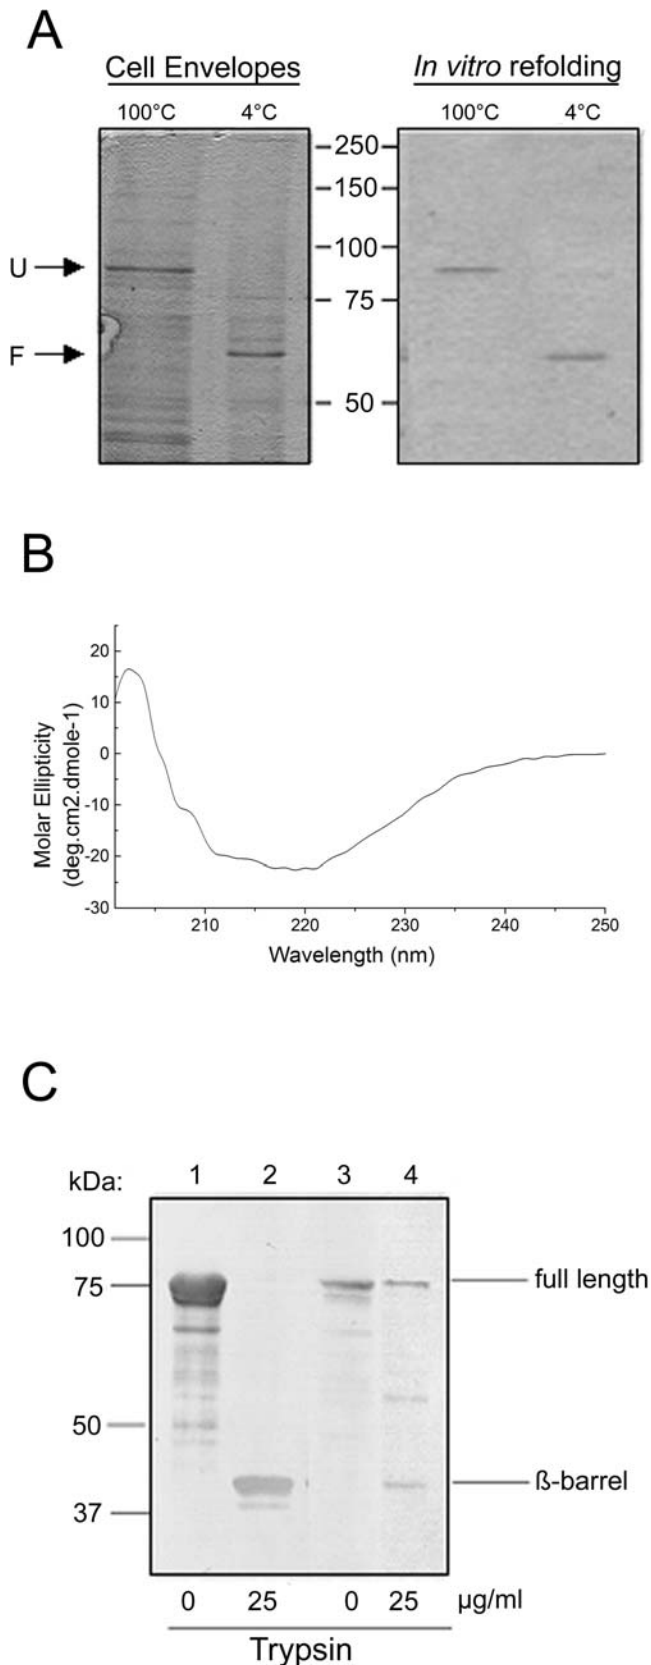 A
Cell Envelopes
In vitro refolding
100°C 4°C
100°C 4°C
250
150
U
100
75
F
50
B
Molar Ellipticity
(deg.cm2.dmole-1)
20
10
0
-10
-20
-30
210 220 230 240 250
Wavelength (nm)
C
kDa: 1 2 3 4
100
75 full length
50
ß-barrel
37
0 25 0 25 µg/ml
Trypsin